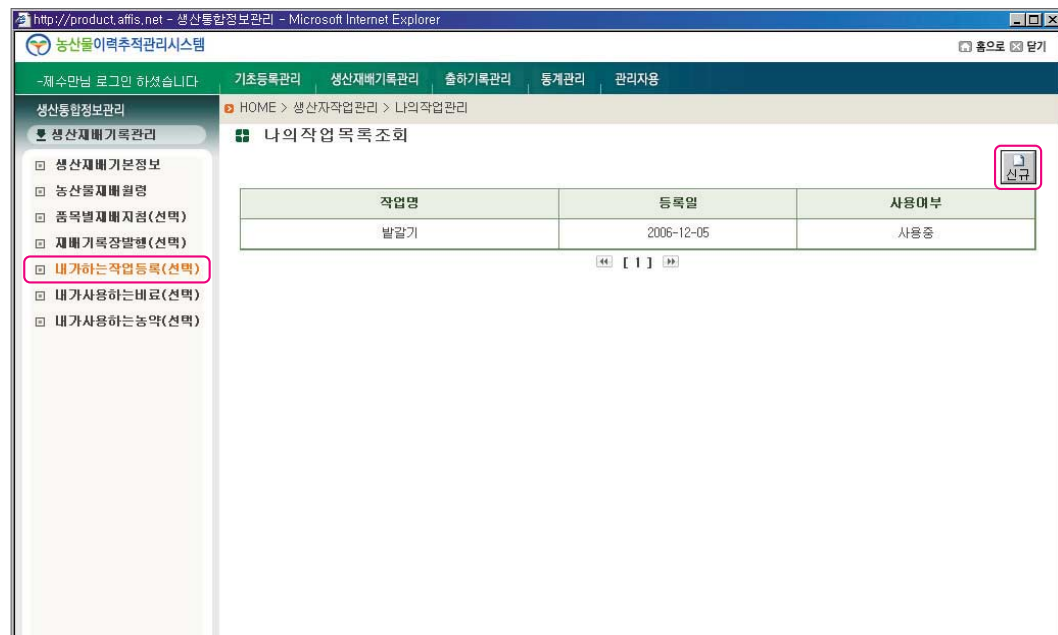 http://product.affis.net - 생산통합정보관리 - Microsoft Internet Explorer
농산물이력추적관리시스템
홈으로 닫기
-제수만님 로그인 하셨습니다
기초등록관리 생산재배기록관리 출하기록관리 통계관리 관리자용
생산통합정보관리
HOME > 생산자작업관리 > 나의작업관리
생산재배기록관리
나의작업목록조회
신규
생산재배기본정보
농산물재배월령
품목별재배지침(선택)
재배기록장발행(선택)
내가하는작업등록(선택)
내가사용하는비료(선택)
내가사용하는농약(선택)
작업명 등록일 사용여부
밭갈기 2006-12-05 사용중
[ 1 ]